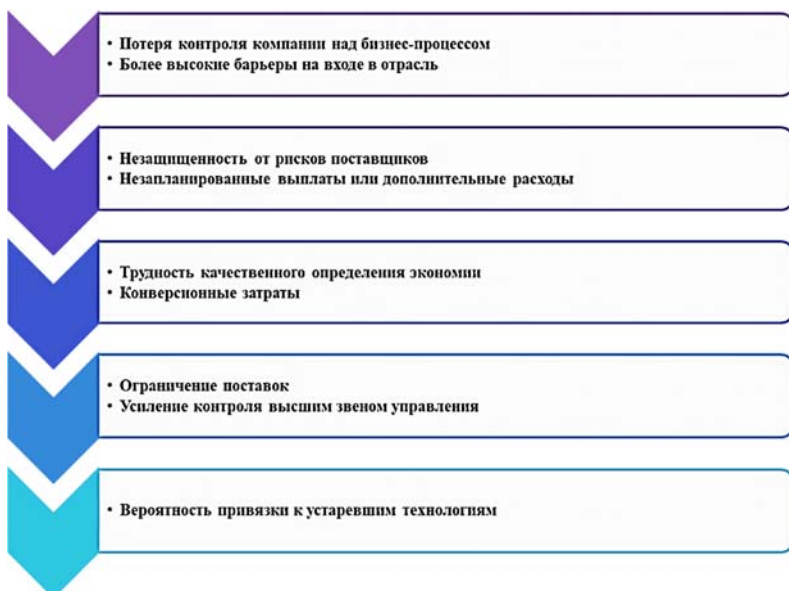 • Потеря контроля компании над бизнес-процессом
• Более высокие барьеры на входе в отрасль
• Незащищенность от рисков поставщиков
• Незапланированные выплаты или дополнительные расходы
• Трудность качественного определения экономии
• Конверсионные затраты
• Ограничение поставок
• Усиление контроля высшим звеном управления
• Вероятность привязки к устаревшим технологиям